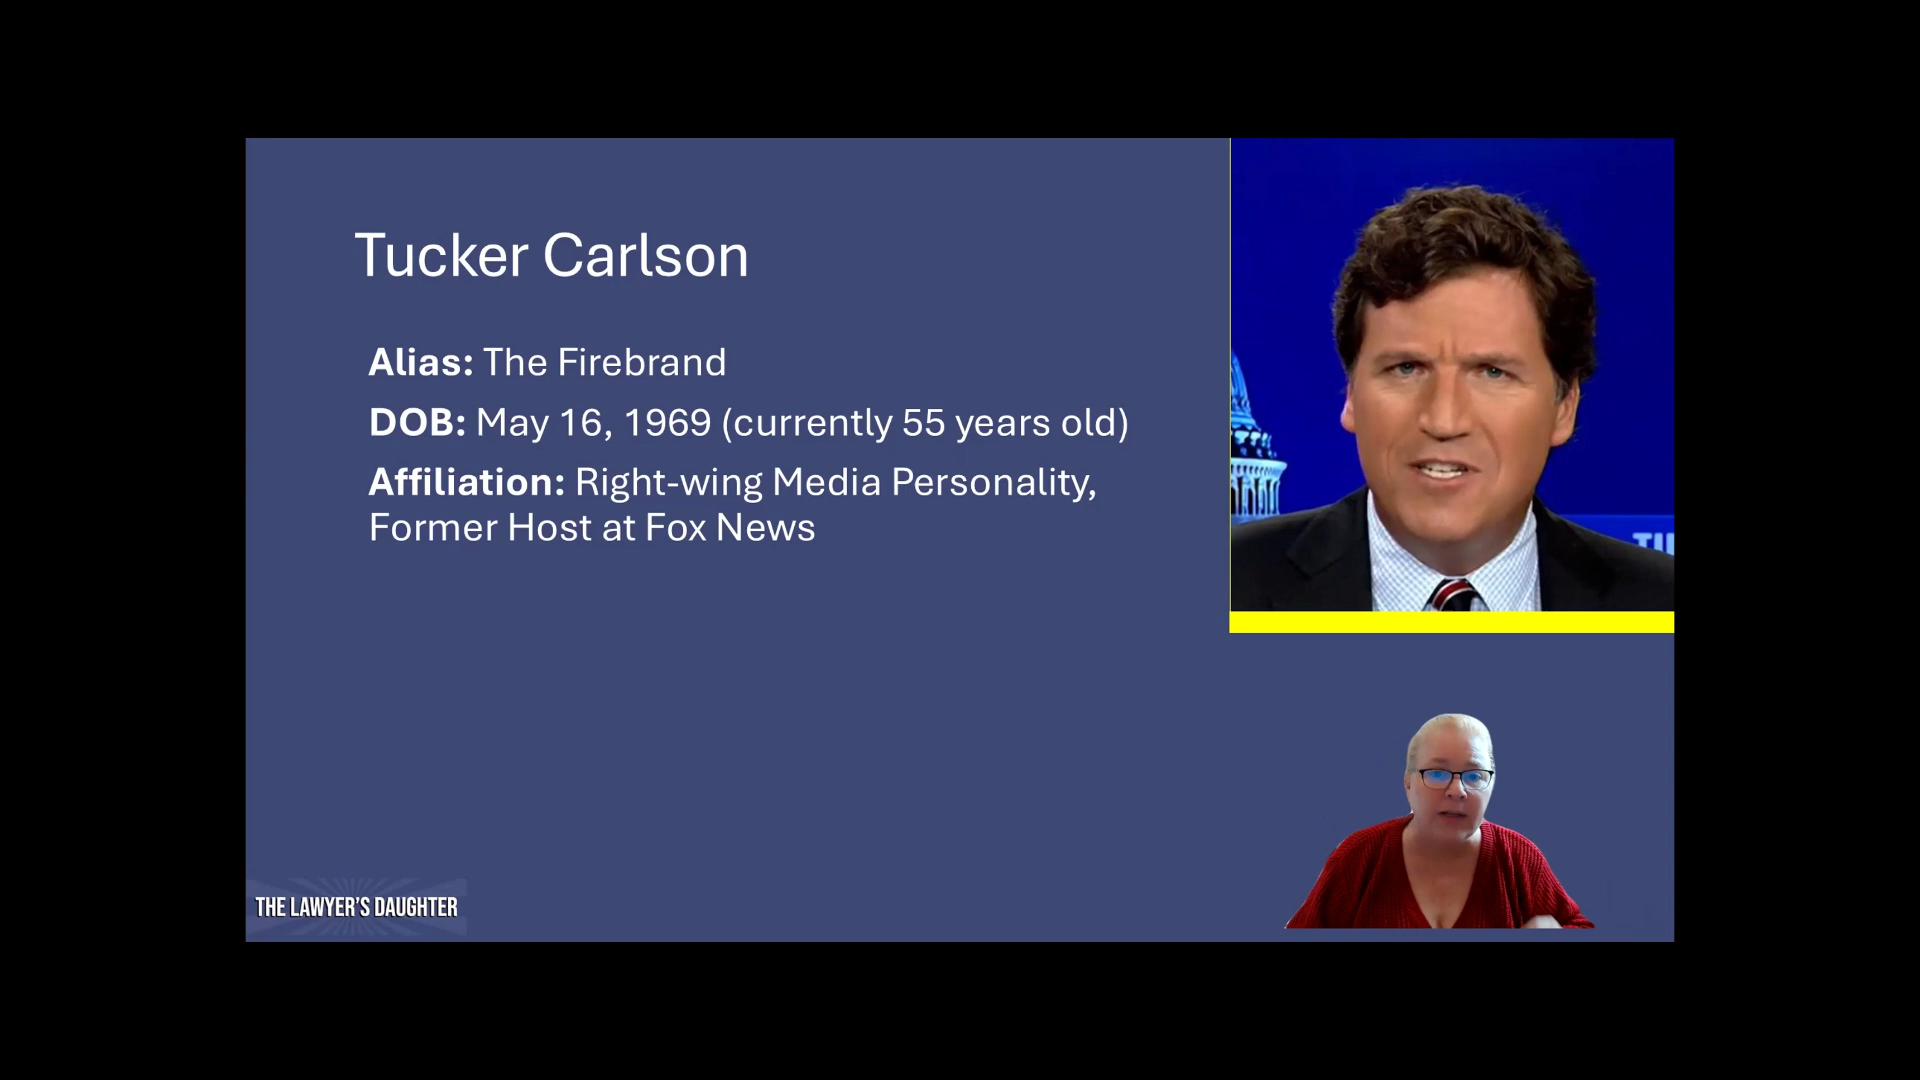 Tucker Carlson
Alias: The Firebrand
DOB: May 16, 1969 (currently 55 years old)
Affiliation: Right-wing Media Personality,
Former Host at Fox News
THE LAWYER'S DAUGHTER